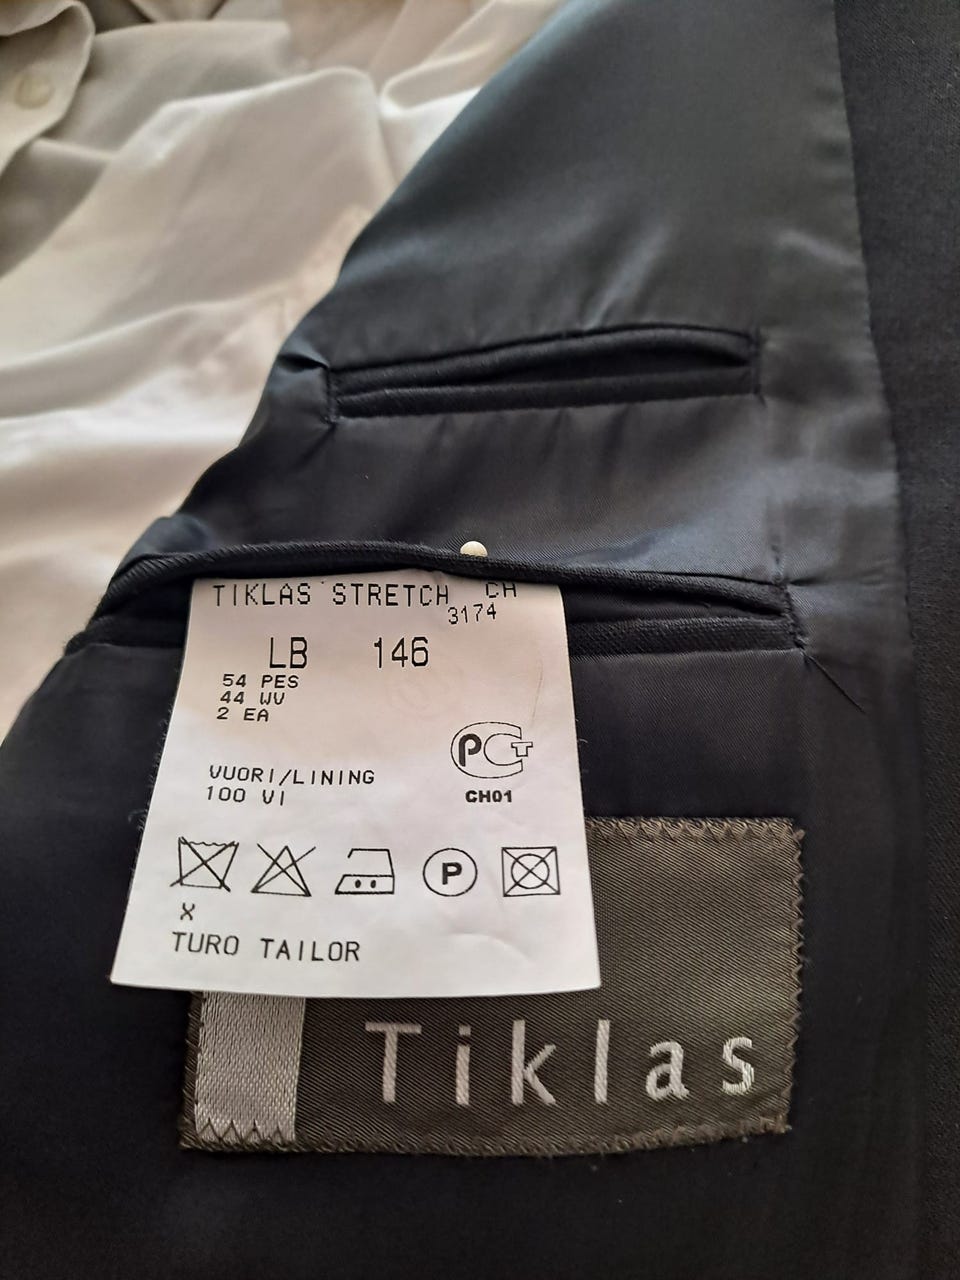 TIKLAS STRETCH CH
3174
LB 146
54 PES
44 WV
2 EA
PCT
CH01
VUORI/LINING
100 VI
P
X
TURO TAILOR
Tiklas